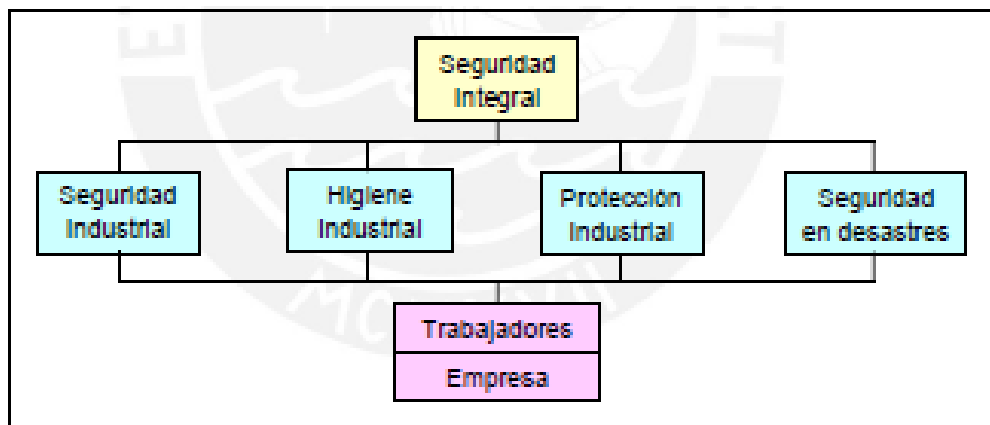 Seguridad
Integral
Seguridad
Industrial
Higiene
Industrial
Protección
Industrial
Seguridad
en desastres
Trabajadores
Empresa